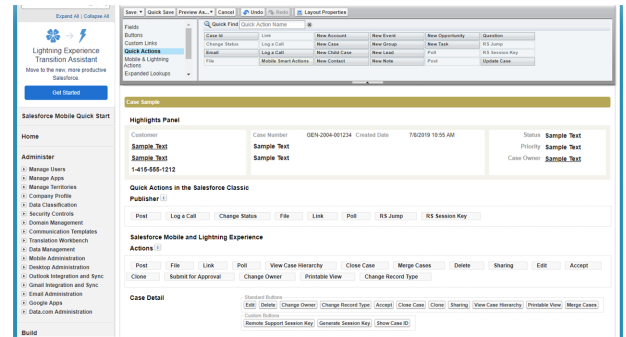 Expand All | Collapse All
Lightning Experience
Transition Assistant
Move to the new, more productive
Salesforce.
Get Started
Salesforce Mobile Quick Start
Home
Administer
Manage Users
Manage Apps
Manage Territories
Company Profile
Data Classification
Security Controls
Domain Management
Communication Templates
Translation Workbench
Data Management
Mobile Administration
Desktop Administration
Outlook Integration and Sync
Gmail Integration and Sync
Email Administration
Google Apps
Data.com Administration
Build
Save Quick Save Preview As... Cancel Undo Redo Layout Properties
Fields
Buttons
Custom Links
Quick Actions
Mobile & Lightning
Actions
Expanded Lookups
Quick Find Quick Action Name
Case Id Link New Account New Event New Opportunity Question
Change Status Log a Call New Case New Group New Task RS Jump
Email Log a Call New Child Case New Lead Poll RS Session Key
File Mobile Smart Actions New Contact New Note Post Update Case
Case Sample
Highlights Panel
Customer Case Number GEN-2004-001234 Created Date 7/8/2019 10:55 AM Status Sample Text
Sample Text Sample Text Priority Sample Text
Sample Text Sample Text Case Owner Sample Text
1-415-555-1212
Quick Actions in the Salesforce Classic
Publisher
Post Log a Call Change Status File Link Poll RS Jump RS Session Key
Salesforce Mobile and Lightning Experience
Actions
Post File Link Poll View Case Hierarchy Close Case Merge Cases Delete Sharing Edit Accept
Clone Submit for Approval Change Owner Printable View Change Record Type
Case Detail
Standard Buttons
Edit Delete Change Owner Change Record Type Accept Close Case Clone Sharing View Case Hierarchy Printable View Merge Cases
Custom Buttons
Remote Support Session Key Generate Session Key Show Case ID